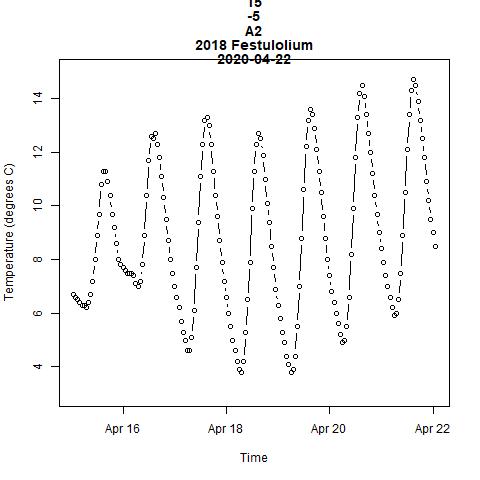 15
-5
A2
2018 Festulolium
2020-04-22
Temperature (degrees C)
14
12
10
8
6
4
Apr 16
Apr 18
Apr 20
Apr 22
Time